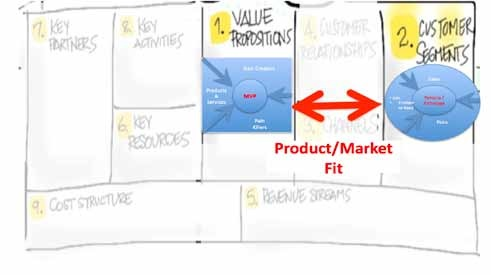 7. KEY
PARTNERS
8. KEY
ACTIVITIES
1. VALUE
PROPOSITIONS
4. CUSTOMER
RELATIONSHIPS
2. CUSTOMER
SEGMENTS
Gain Creators
Products
&
Services
MVP
Pain
Killers
Gains
Persona /
Archetype
Pains
6. KEY
RESOURCES
3. CHANNELS
Product/Market
Fit
9. COST STRUCTURE
5. REVENUE STREAMS